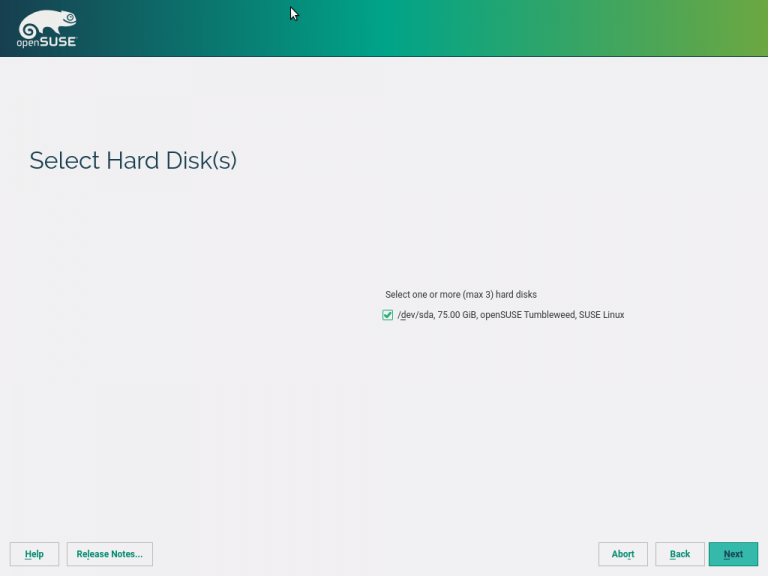 openSUSE
Select Hard Disk(s)
Select one or more (max 3) hard disks
/dev/sda, 75.00 GiB, openSUSE Tumbleweed, SUSE Linux
Help
Release Notes...
Abort
Back
Next